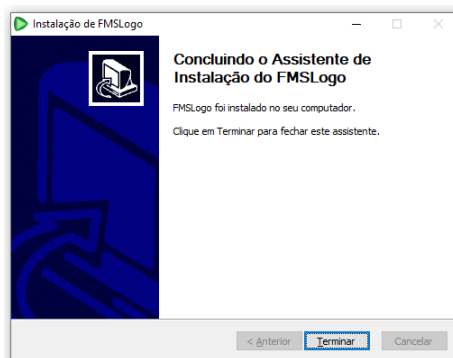 Instalação de FMSLogo
Concluindo o Assistente de
Instalação do FMSLogo
FMSLogo foi instalado no seu computador.
Clique em Terminar para fechar este assistente.
< Anterior
Terminar
Cancelar